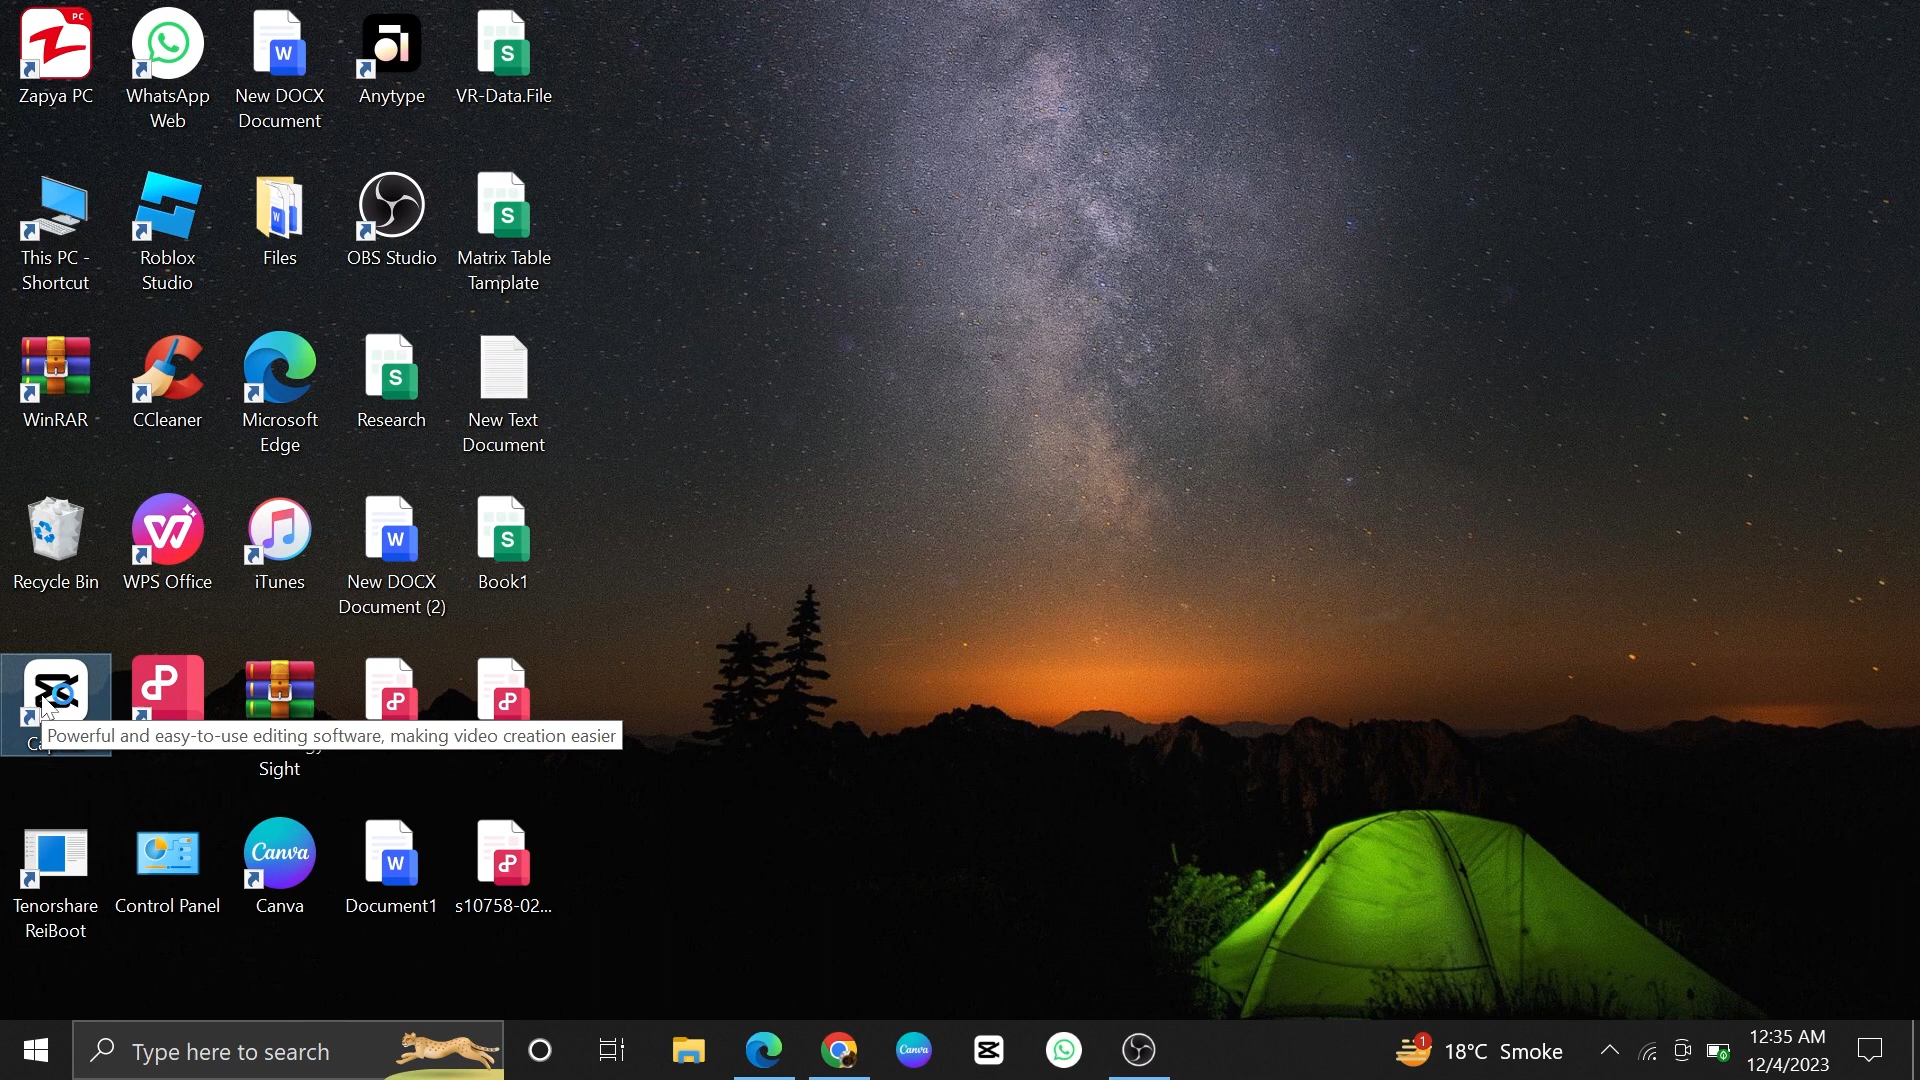 Zapya PC
WhatsApp
Web
New DOCX
Document
Anytype
VR-Data.File
This PC -
Shortcut
Roblox
Studio
Files
OBS Studio
Matrix Table
Tamplate
WinRAR
CCleaner
Microsoft
Edge
Research
New Text
Document
Recycle Bin
WPS Office
iTunes
New DOCX
Document (2)
Book1
Powerful and easy-to-use editing software, making video creation easier
Sight
Tenorshare
ReiBoot
Control Panel
Canva
Canva
Document1
s10758-02...
Type here to search
Canva
1
18°C Smoke
12:35 AM
12/4/2023